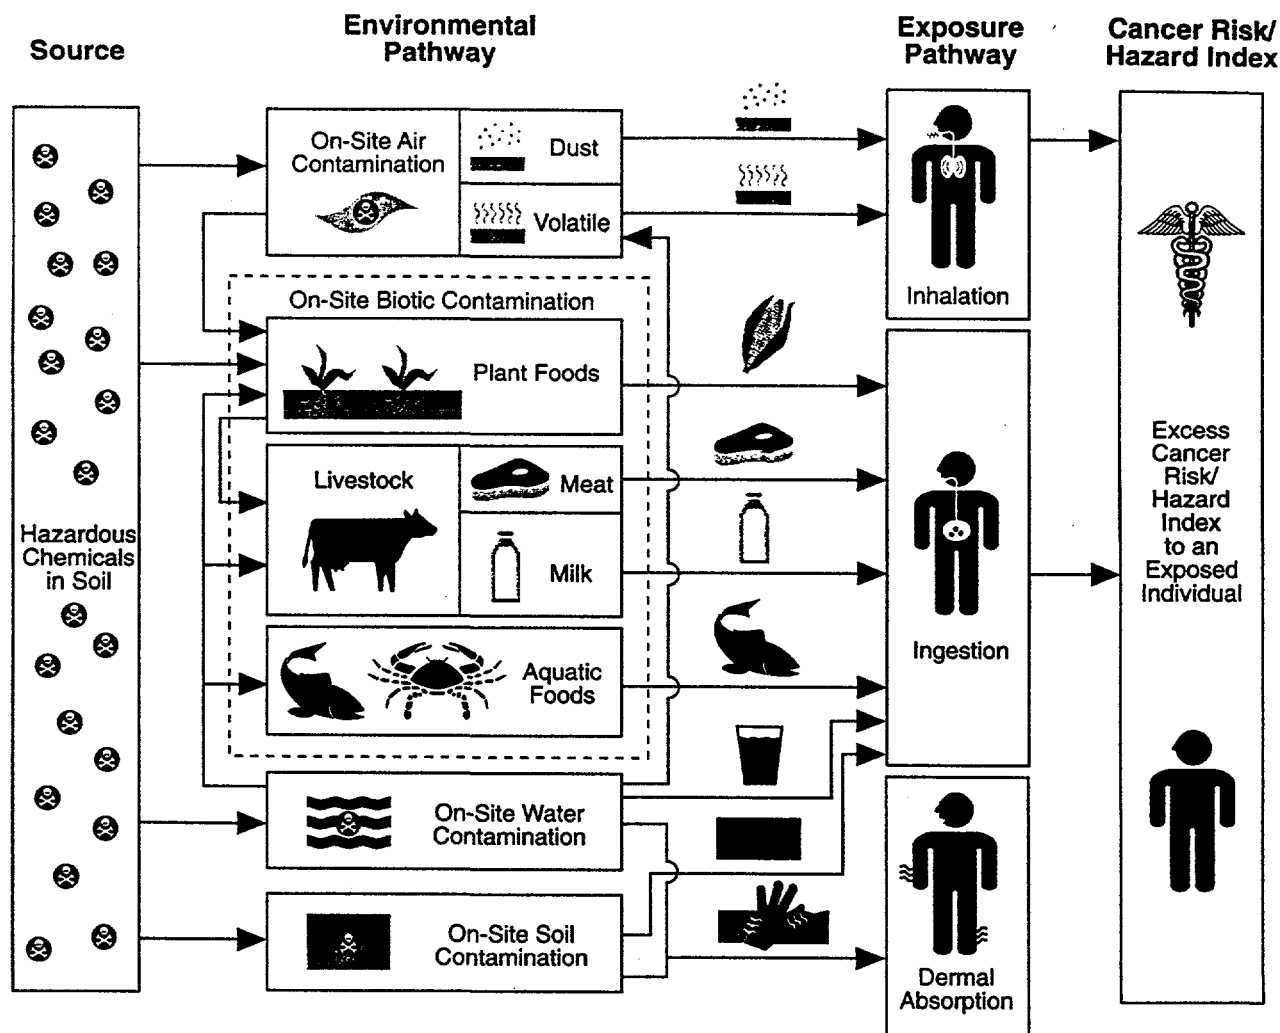 Source
Environmental
Pathway
Exposure
Pathway
Cancer Risk/
Hazard Index
Hazardous
Chemicals
in Soil
On-Site Air
Contamination
Dust
Volatile
On-Site Biotic Contamination
Plant Foods
Livestock
Meat
Milk
Aquatic
Foods
On-Site Water
Contamination
On-Site Soil
Contamination
Inhalation
Ingestion
Dermal
Absorption
Excess
Cancer
Risk/
Hazard
Index
to an
Exposed
Individual